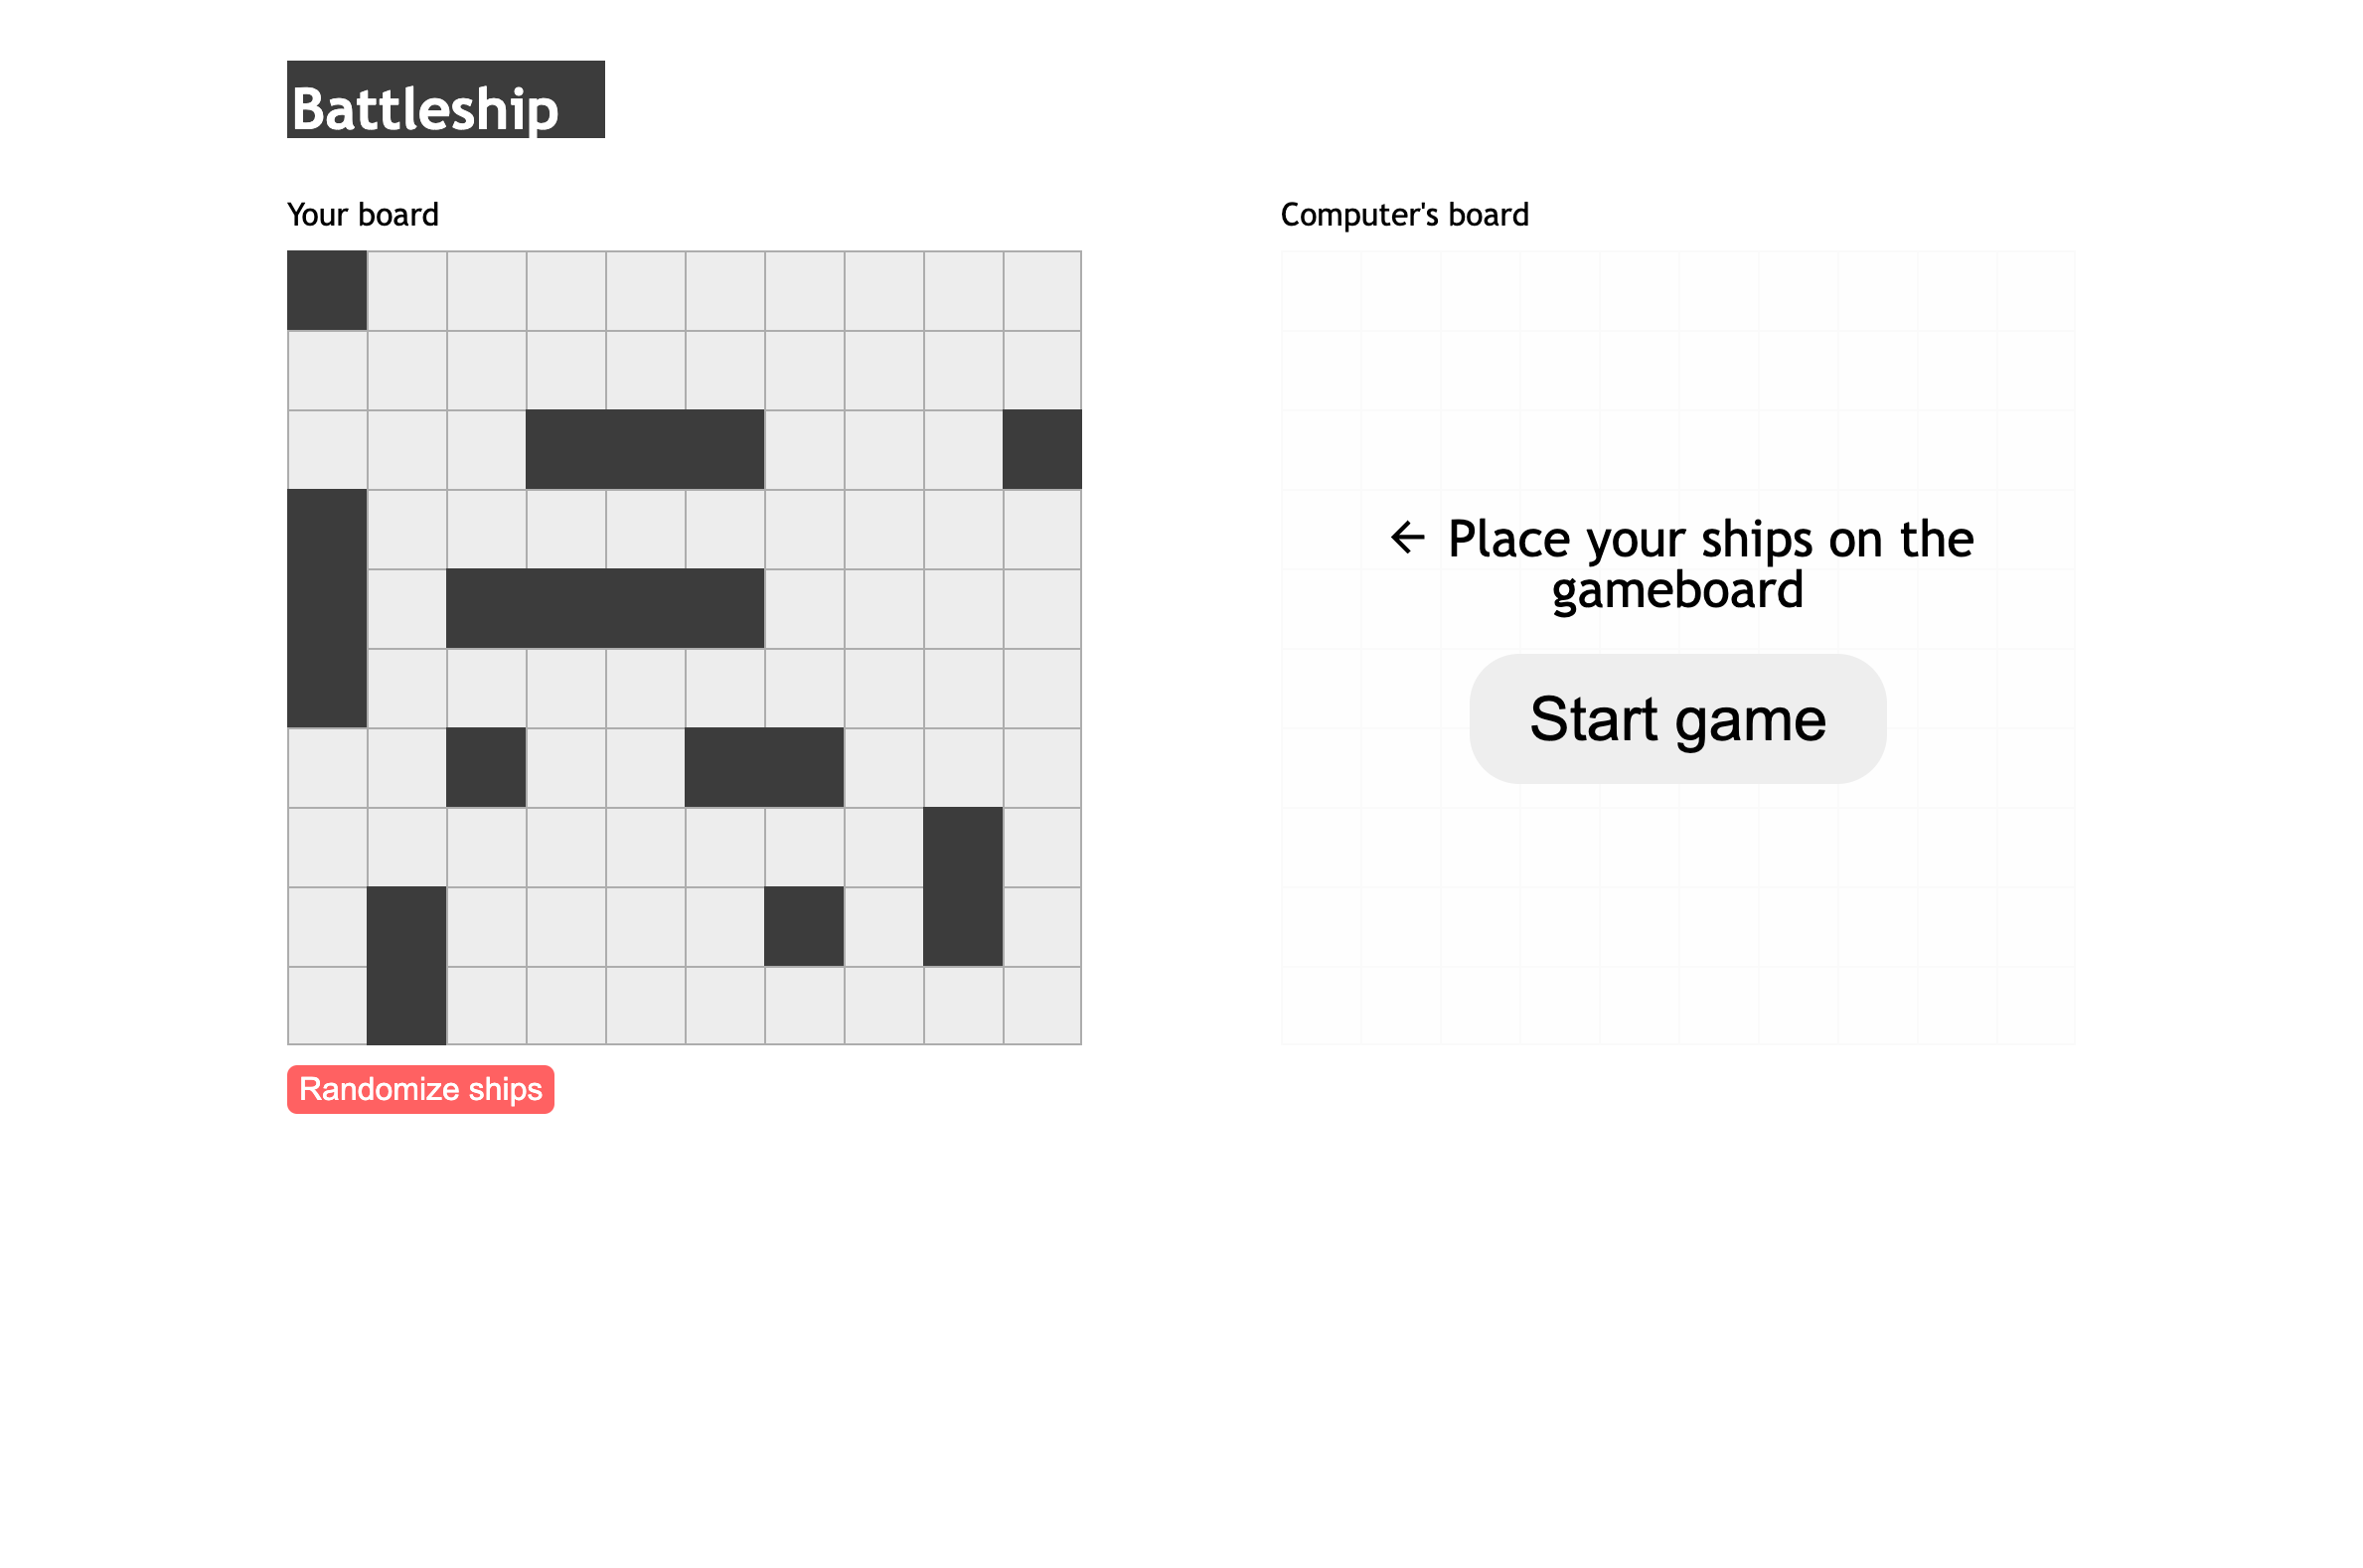 Battleship
Your board
Computer's board
← Place your ships on the
gameboard
Start game
Randomize ships